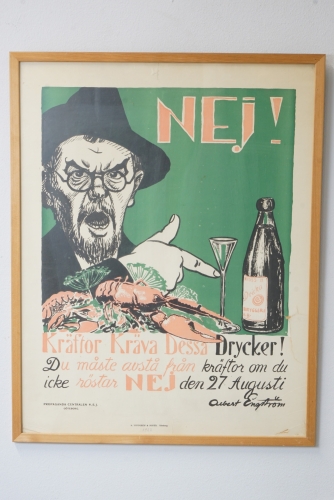 NEJ!
Kräftor Kräva Dessa Drycker!
Du måste avstå från kräftor om du
icke röstar NEJ den 27 Augusti
Albert Engström